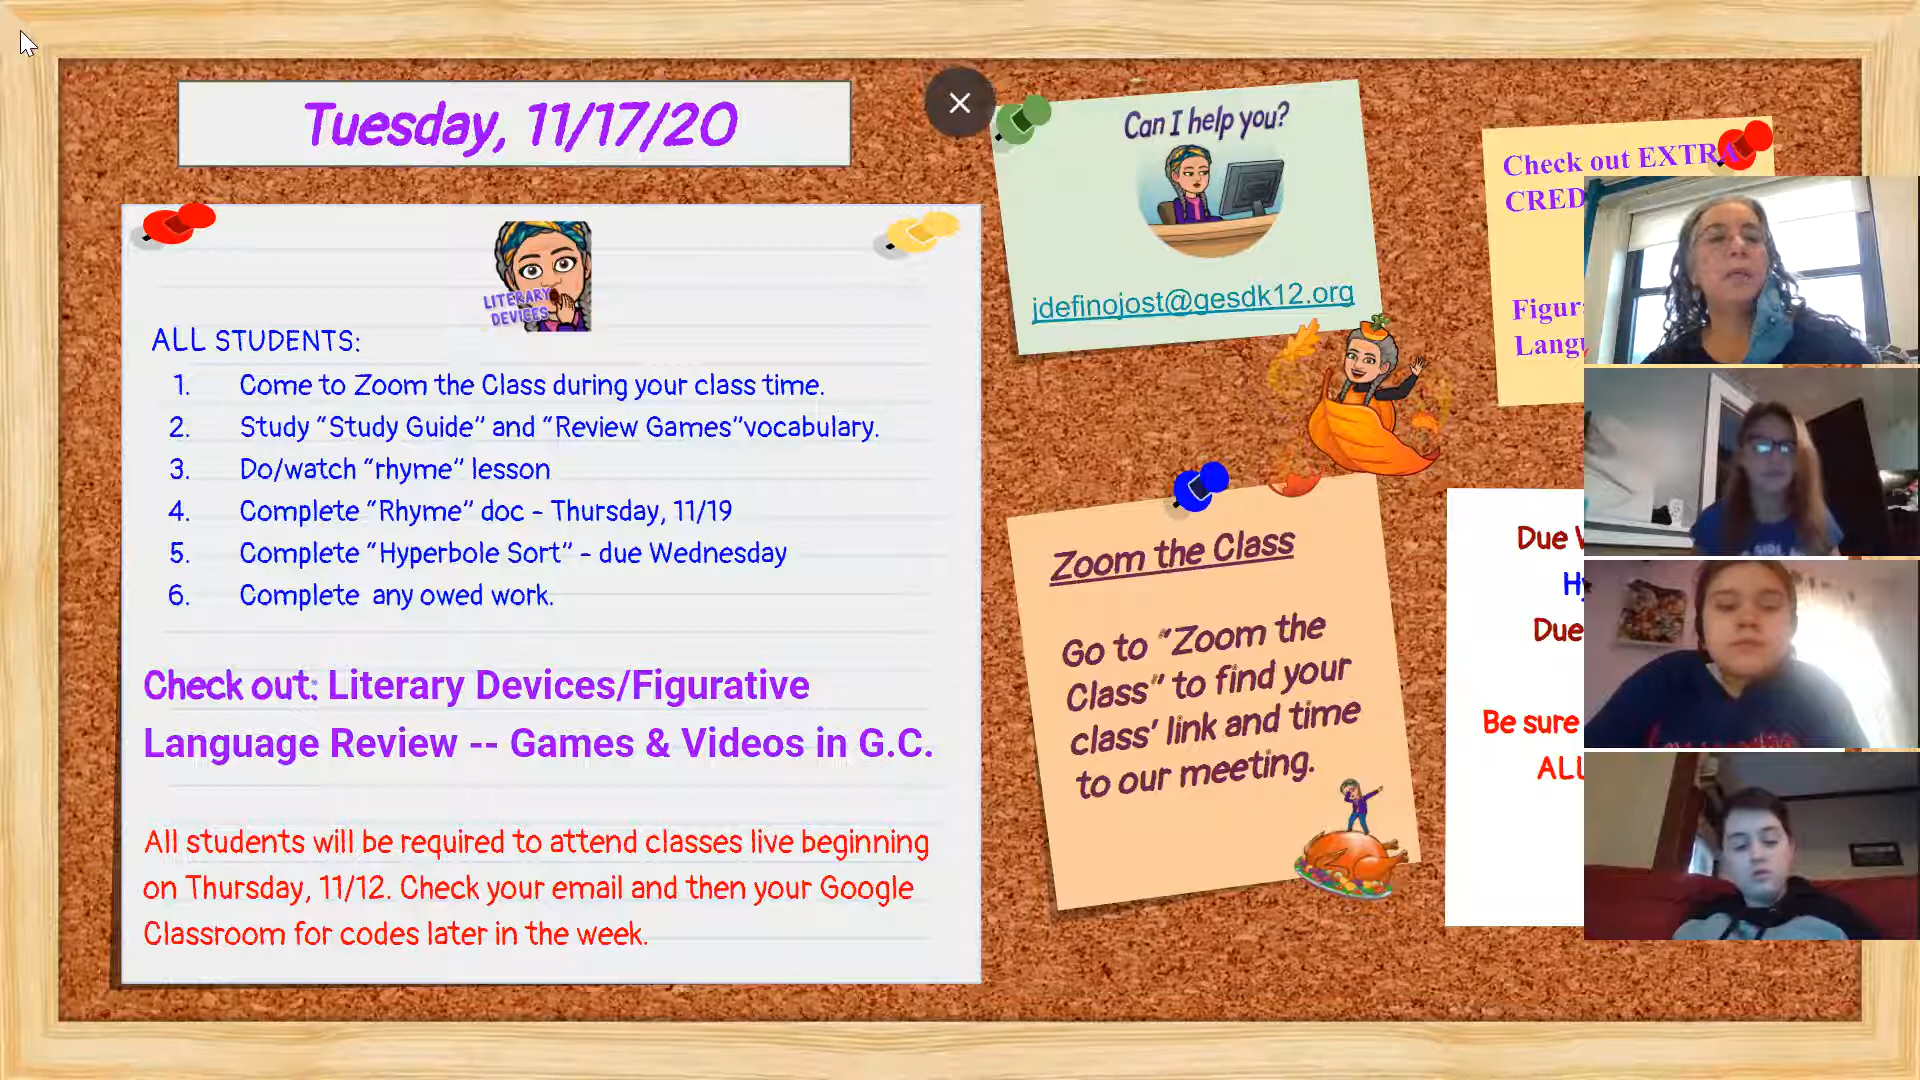 Tuesday, 11/17/20
LITERARY
DEVICES
ALL STUDENTS:
1. Come to Zoom the Class during your class time.
2. Study "Study Guide" and "Review Games"vocabulary.
3. Do/watch "rhyme" lesson
4. Complete "Rhyme" doc - Thursday, 11/19
5. Complete "Hyperbole Sort" - due Wednesday
6. Complete any owed work.
Check out: Literary Devices/Figurative
Language Review -- Games & Videos in G.C.
All students will be required to attend classes live beginning
on Thursday, 11/12. Check your email and then your Google
Classroom for codes later in the week.
Can I help you?
jdefinojost@gesdk12.org
Zoom the Class
Go to "Zoom the
Class" to find your
class' link and time
to our meeting.
Check out EXTRA
Due
Due
Be sure
ALL